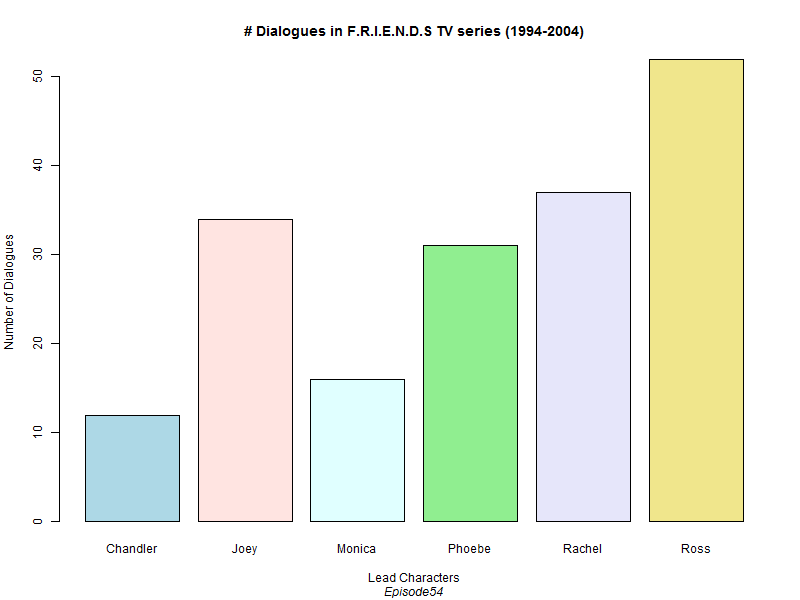 # Dialogues in F.R.I.E.N.D.S TV series (1994-2004)
Number of Dialogues
50
40
30
20
10
0
Chandler Joey Monica Phoebe Rachel Ross
Lead Characters
Episode54